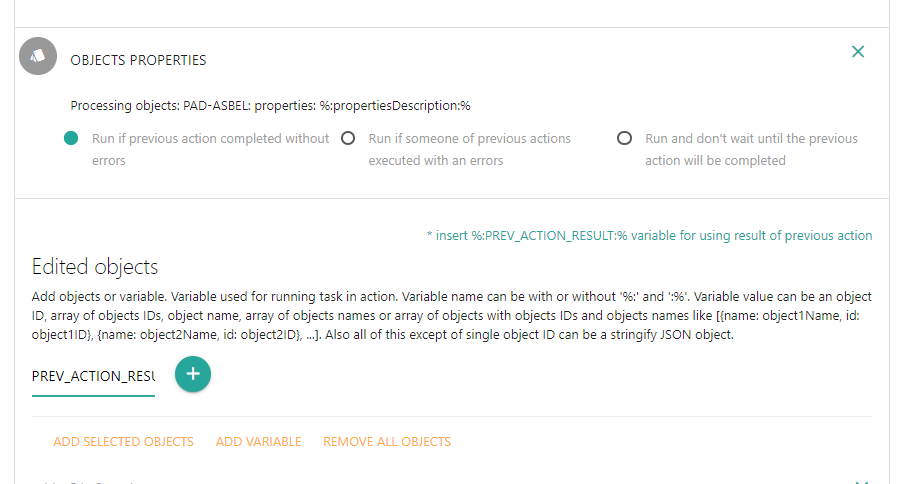 OBJECTS PROPERTIES
Processing objects: PAD-ASBEL; properties: %:propertiesDescription:%
Run if previous action completed without errors
Run if someone of previous actions executed with an errors
Run and don't wait until the previous action will be completed
* insert %:PREV_ACTION_RESULT:% variable for using result of previous action
Edited objects
Add objects or variable. Variable used for running task in action. Variable name can be with or without '%:' and ':%'. Variable value can be an object
ID, array of objects IDs, object name, array of objects names or array of objects with objects IDs and objects names like [{name: object1Name, id:
object1ID}, {name: object2Name, id: object2ID}, ...]. Also all of this except of single object ID can be a stringify JSON object.
PREV_ACTION_RESU
ADD SELECTED OBJECTS ADD VARIABLE REMOVE ALL OBJECTS